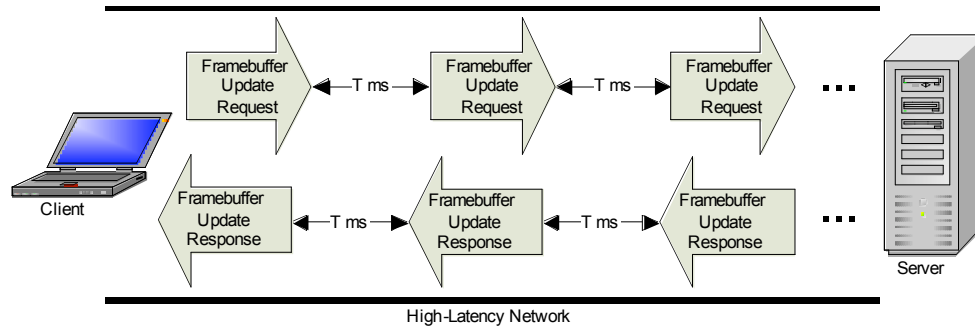 Framebuffer
Update
Request
T ms
Framebuffer
Update
Request
T ms
Framebuffer
Update
Request
...
Client
Framebuffer
Update
Response
T ms
Framebuffer
Update
Response
T ms
Framebuffer
Update
Response
...
Server
High-Latency Network